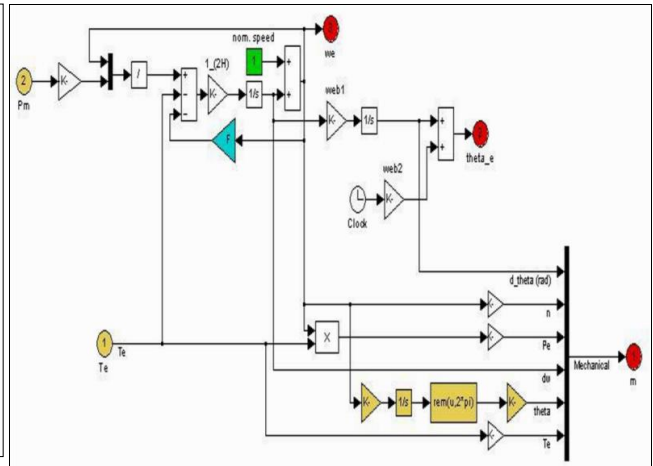 nom. speed
we
2
K-
Pm
/
+
−
−
1_(2H)
K-
1/s
1
+
+
F
web1
K-
1/s
+
+
theta_e
web2
K-
Clock
d_theta (rad)
n
Pe
dw
theta
Te
Mechanical
m
1
Te
Te
X
K-
1/s
rem(u,2*pi)
K-